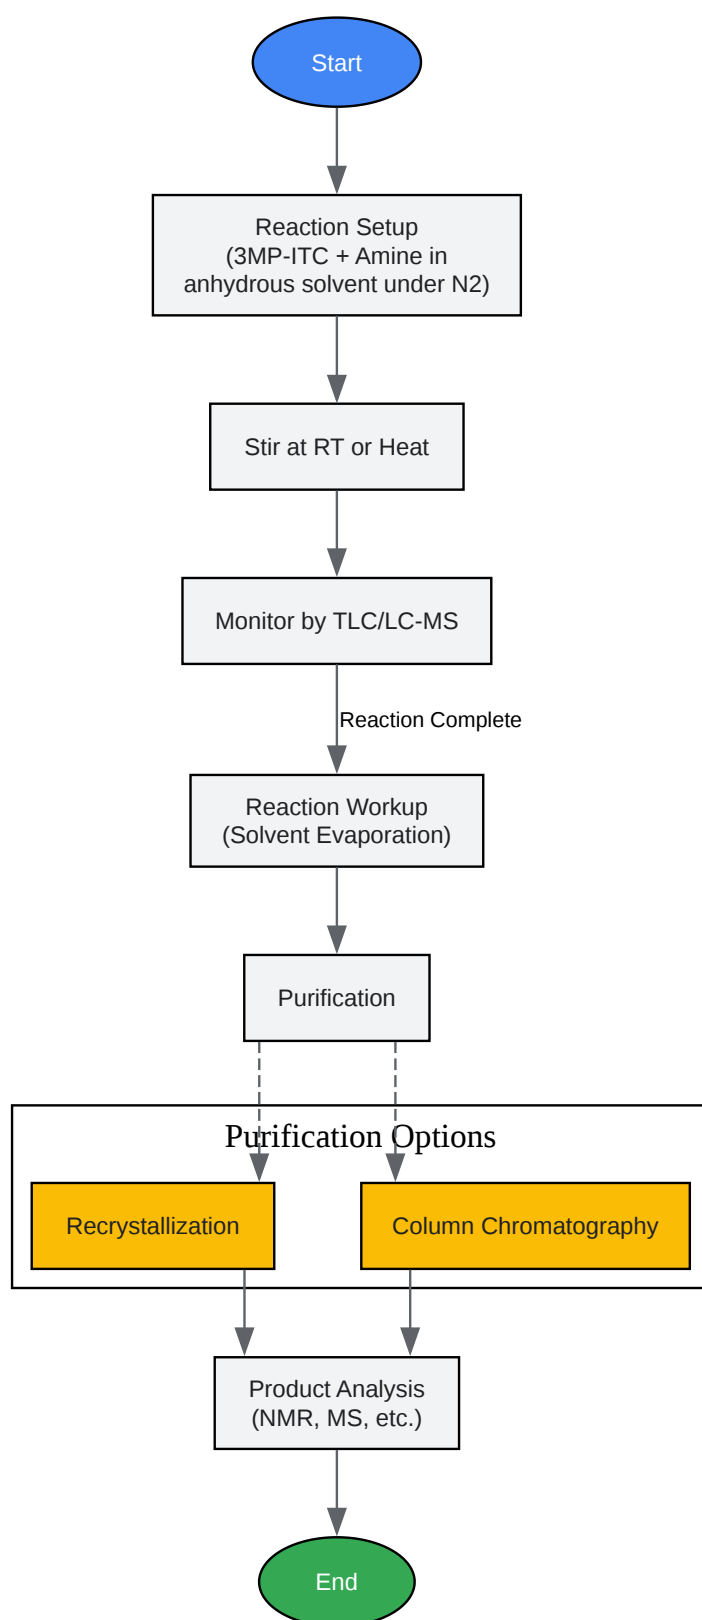 Start
Reaction Setup
(3MP-ITC + Amine in
anhydrous solvent under N2)
Stir at RT or Heat
Monitor by TLC/LC-MS
Reaction Complete
Reaction Workup
(Solvent Evaporation)
Purification
Purification Options
Recrystallization
Column Chromatography
Product Analysis
(NMR, MS, etc.)
End